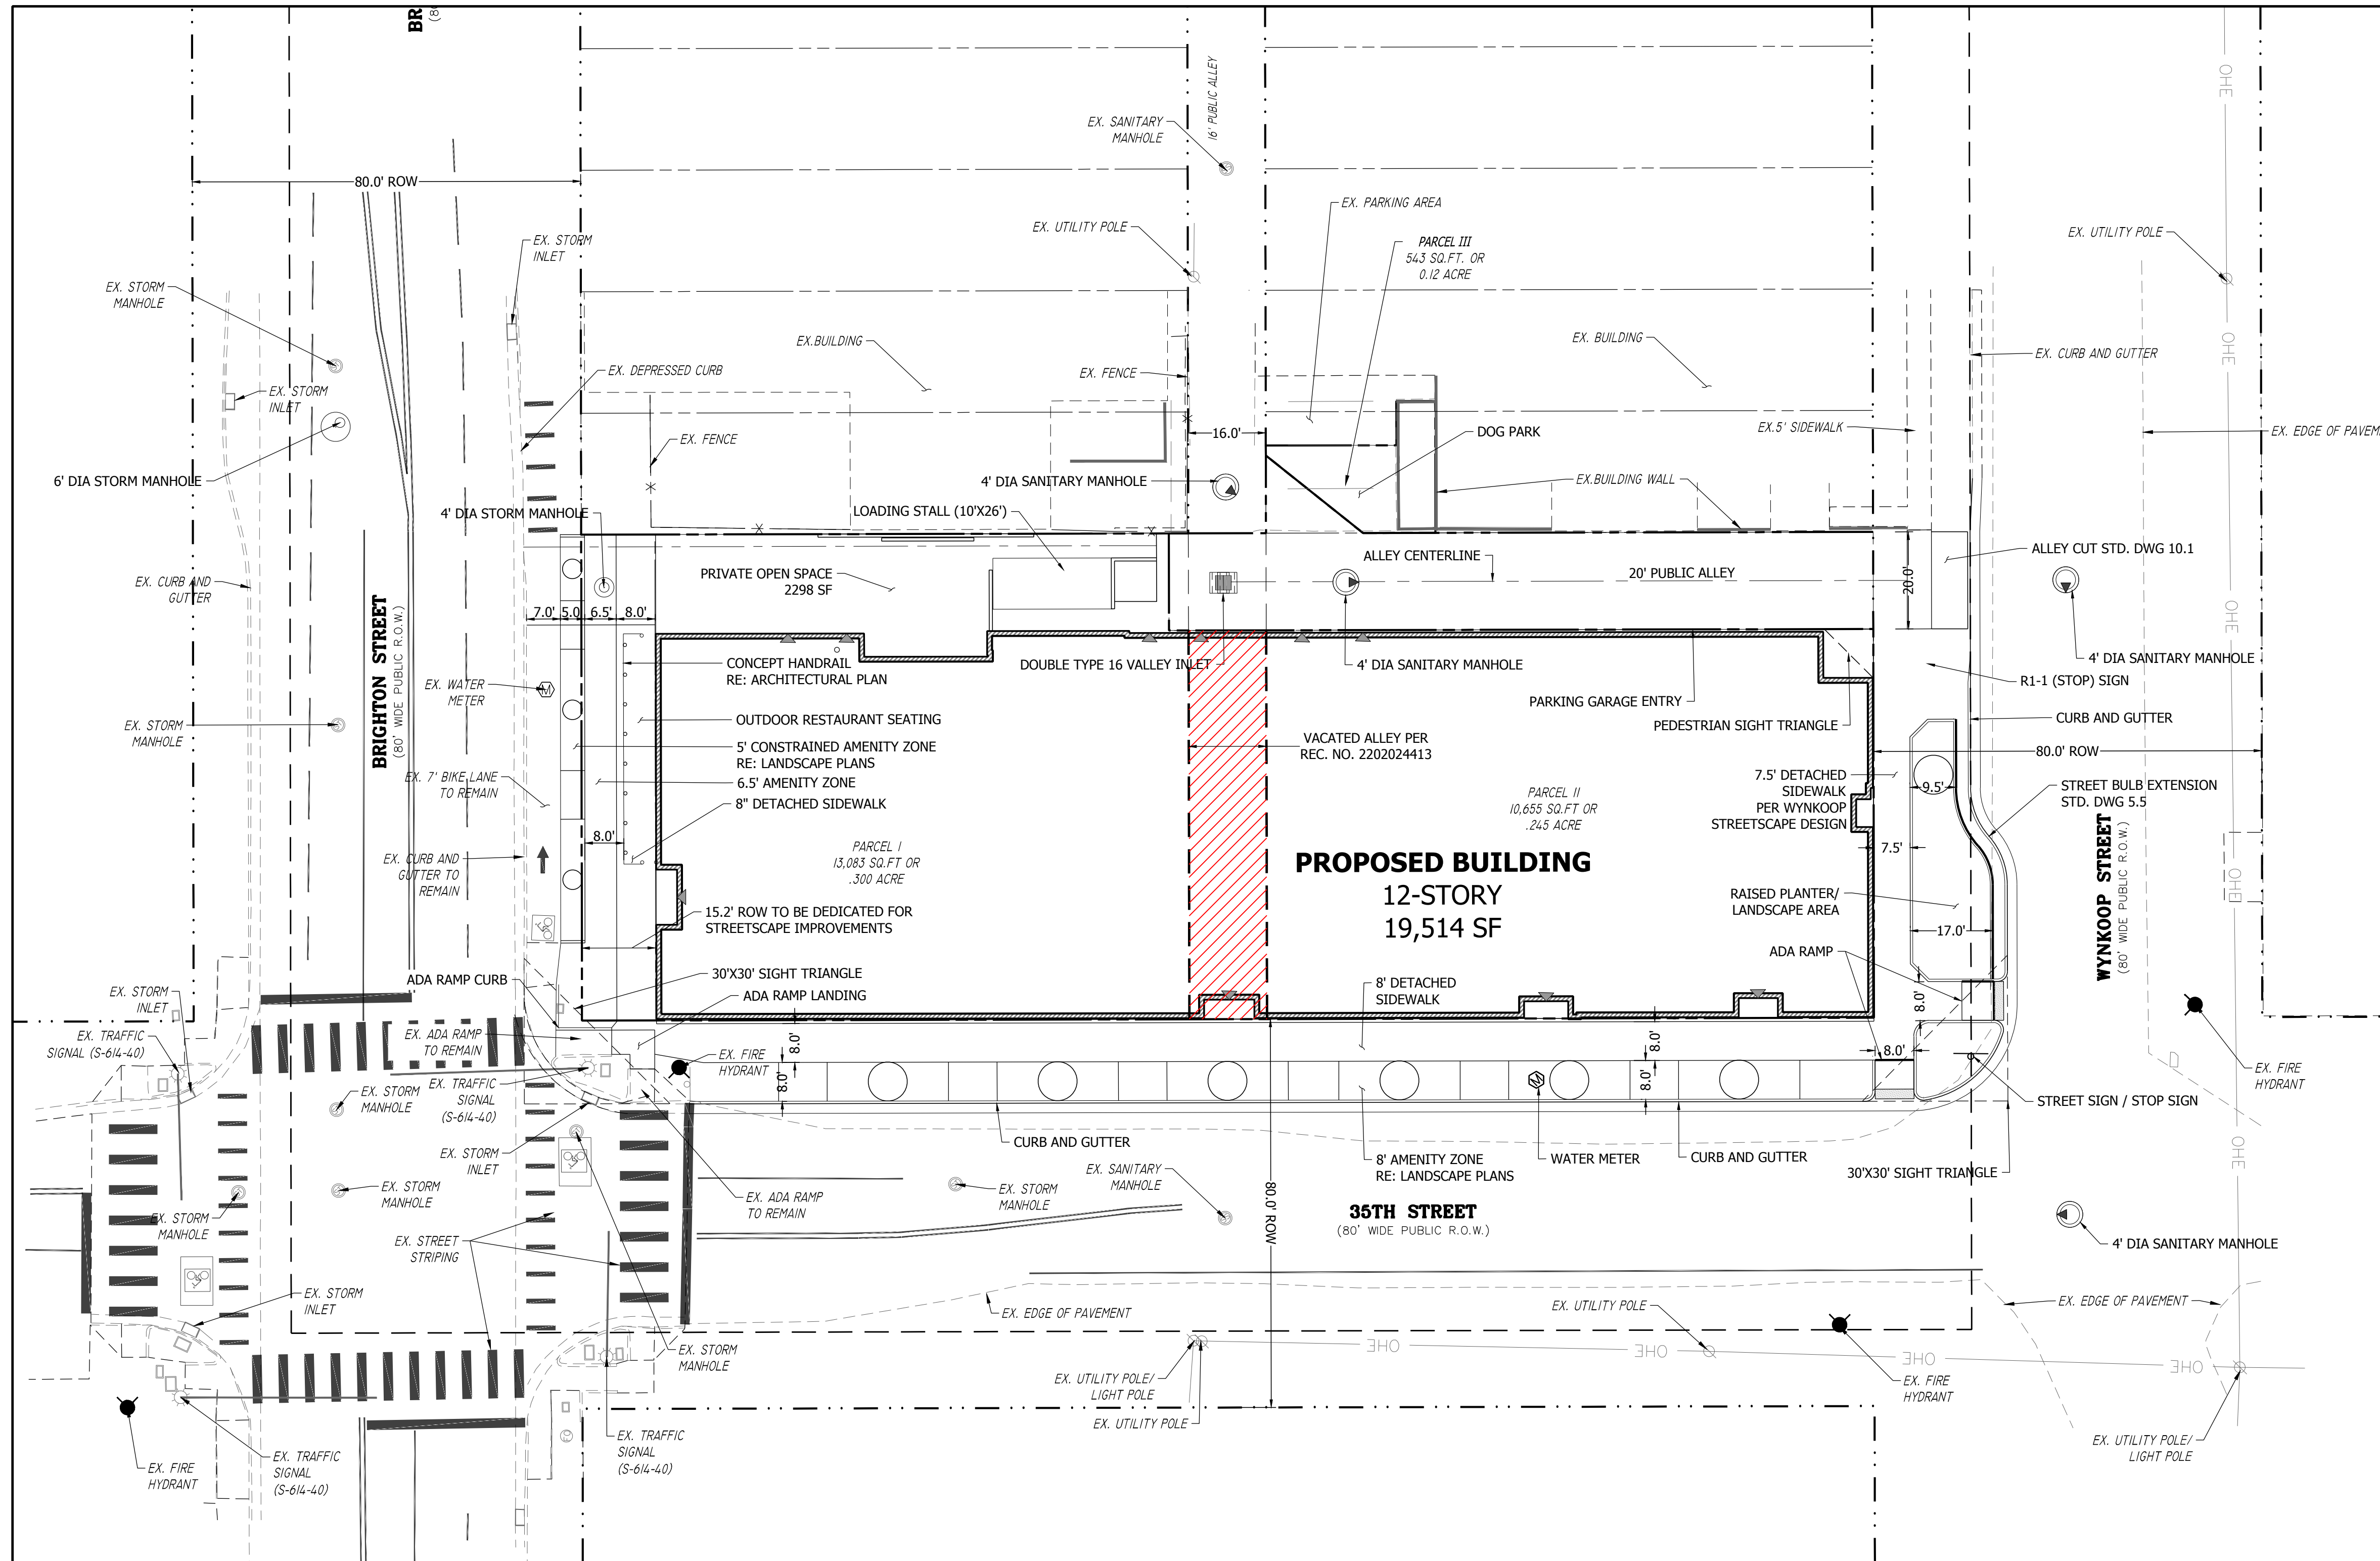 BR
(8
80.0' ROW
EX. STORM
INLET
EX. STORM
MANHOLE
EX. STORM
INLET
6' DIA STORM MANHOLE
EX. DEPRESSED CURB
EX.BUILDING
EX. FENCE
4' DIA STORM MANHOLE
EX. SANITARY
MANHOLE
16' PUBLIC ALLEY
EX. UTILITY POLE
EX. PARKING AREA
PARCEL III
543 SQ.FT. OR
0.12 ACRE
EX. FENCE
16.0'
DOG PARK
4' DIA SANITARY MANHOLE
LOADING STALL (10'X26')
EX. BUILDING
EX.5' SIDEWALK
EX.BUILDING WALL
EX. UTILITY POLE
OHE
OHE
EX. CURB AND GUTTER
EX. EDGE OF PAVEM
ALLEY CUT STD. DWG 10.1
EX. CURB AND
GUTTER
PRIVATE OPEN SPACE
2298 SF
ALLEY CENTERLINE
20' PUBLIC ALLEY
20.0'
7.0'
5.0
6.5'
8.0'
BRIGHTON STREET
(80' WIDE PUBLIC R.O.W.)
OHE
4' DIA SANITARY MANHOLE
R1-1 (STOP) SIGN
CURB AND GUTTER
CONCEPT HANDRAIL
RE: ARCHITECTURAL PLAN
DOUBLE TYPE 16 VALLEY INLET
4' DIA SANITARY MANHOLE
PARKING GARAGE ENTRY
PEDESTRIAN SIGHT TRIANGLE
EX. WATER
METER
M
EX. STORM
MANHOLE
OUTDOOR RESTAURANT SEATING
5' CONSTRAINED AMENITY ZONE
RE: LANDSCAPE PLANS
6.5' AMENITY ZONE
8" DETACHED SIDEWALK
VACATED ALLEY PER
REC. NO. 2202024413
80.0' ROW
EX. 7' BIKE LANE
TO REMAIN
7.5' DETACHED
SIDEWALK
PER WYNKOOP
STREETSCAPE DESIGN
9.5'
STREET BULB EXTENSION
STD. DWG 5.5
8.0'
EX. CURB AND
GUTTER TO
REMAIN
PARCEL I
13,083 SQ.FT OR
.300 ACRE
PARCEL II
10,655 SQ.FT OR
.245 ACRE
7.5'
WYNKOOP STREET
(80' WIDE PUBLIC R.O.W.)
OHE
PROPOSED BUILDING
12-STORY
19,514 SF
RAISED PLANTER/
LANDSCAPE AREA
17.0'
15.2' ROW TO BE DEDICATED FOR
STREETSCAPE IMPROVEMENTS
ADA RAMP
ADA RAMP CURB
30'X30' SIGHT TRIANGLE
ADA RAMP LANDING
8' DETACHED
SIDEWALK
8.0'
EX. STORM
INLET
EX. TRAFFIC
SIGNAL (S-614-40)
EX. ADA RAMP
TO REMAIN
EX. FIRE
HYDRANT
8.0'
8.0'
8.0'
8.0'
8.0'
M
EX. FIRE
HYDRANT
EX. STORM
MANHOLE
EX. TRAFFIC
SIGNAL
(S-614-40)
STREET SIGN / STOP SIGN
CURB AND GUTTER
EX. STORM
INLET
EX. SANITARY
MANHOLE
8' AMENITY ZONE
RE: LANDSCAPE PLANS
WATER METER
CURB AND GUTTER
30'X30' SIGHT TRIANGLE
OHE
EX. STORM
MANHOLE
EX. STORM
MANHOLE
EX. ADA RAMP
TO REMAIN
EX. STORM
MANHOLE
80.0' ROW
35TH STREET
(80' WIDE PUBLIC R.O.W.)
EX. STREET
STRIPING
4' DIA SANITARY MANHOLE
EX. STORM
INLET
EX. EDGE OF PAVEMENT
EX. UTILITY POLE
EX. EDGE OF PAVEMENT
EX. STORM
MANHOLE
OHE
OHE
OHE
OHE
EX. UTILITY POLE/
LIGHT POLE
EX. UTILITY POLE
EX. FIRE
HYDRANT
EX. TRAFFIC
SIGNAL
(S-614-40)
EX. UTILITY POLE/
LIGHT POLE
EX. FIRE
HYDRANT
EX. TRAFFIC
SIGNAL
(S-614-40)